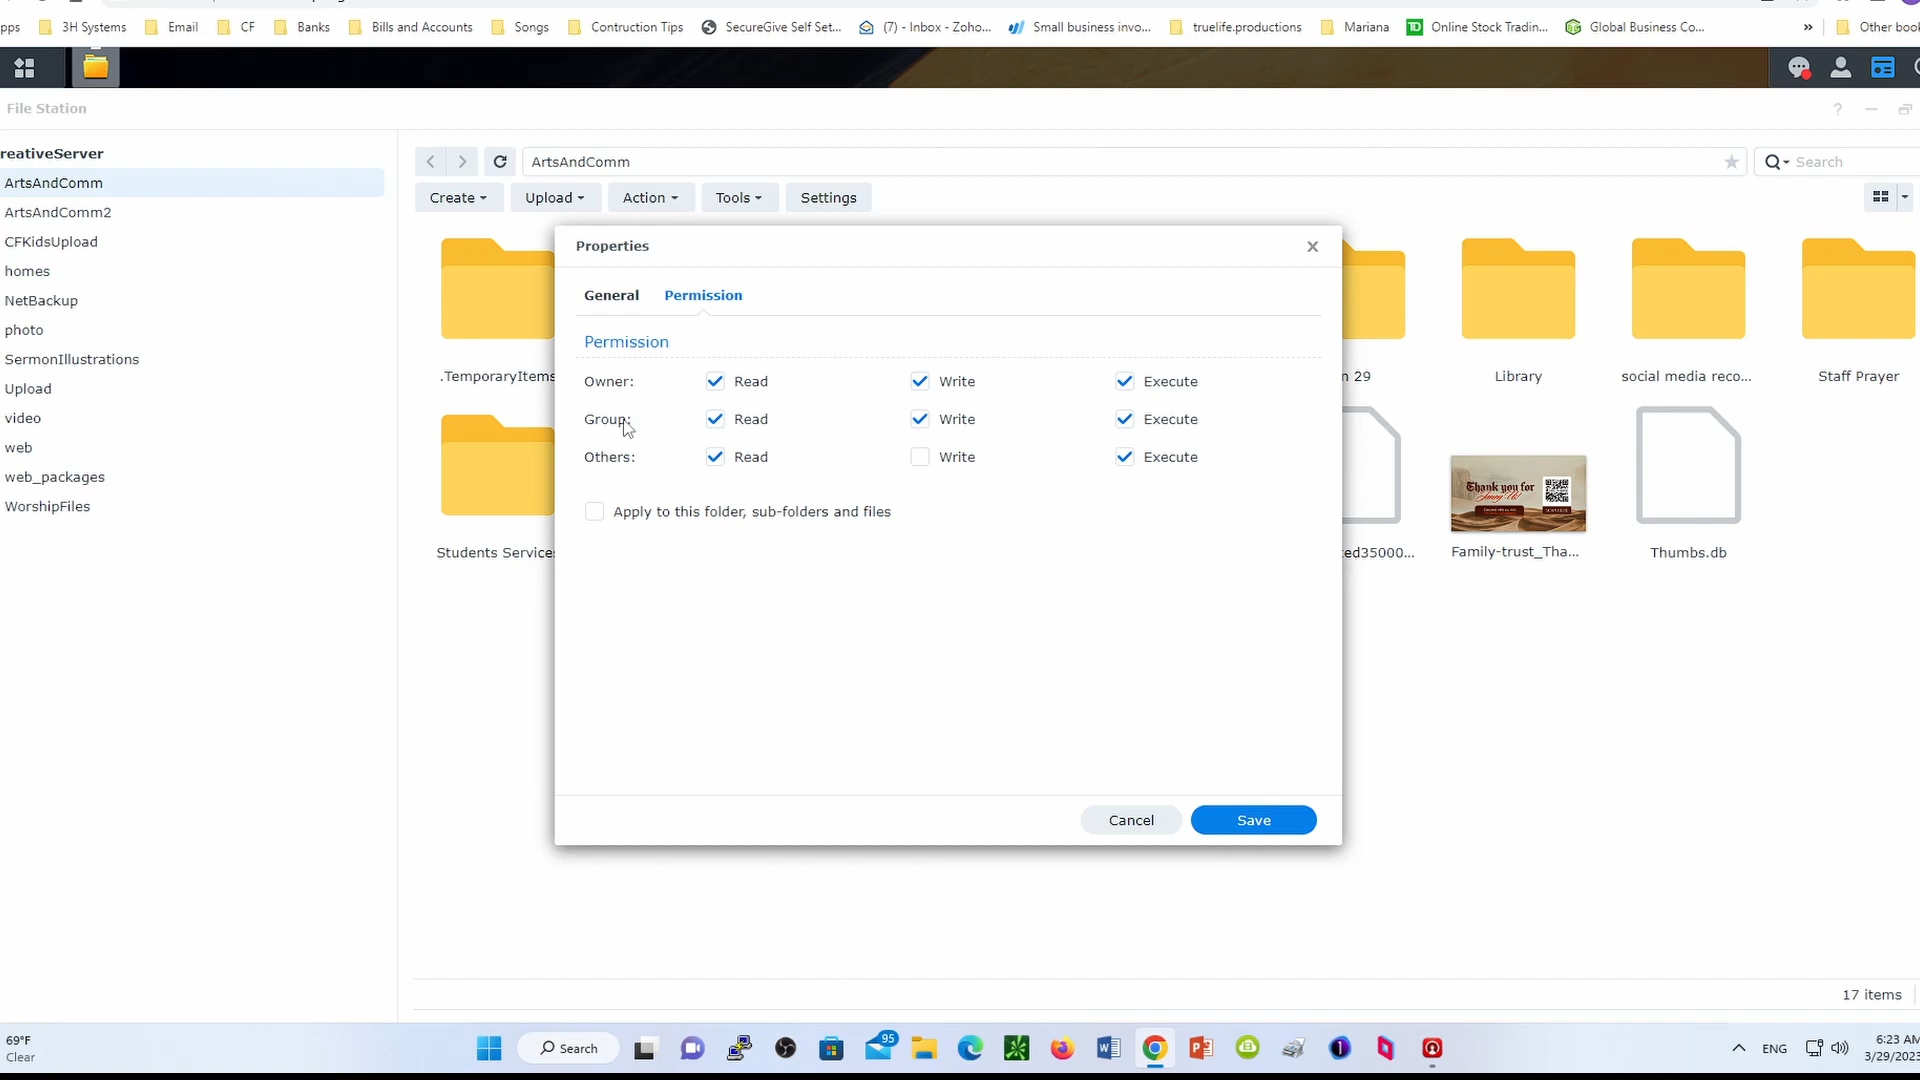 pps 3H Systems Email CF Banks Bills and Accounts Songs Contruction Tips SecureGive Self Set... (7) - Inbox - Zoho... Small business invo... truelife.productions Mariana Online Stock Tradin... Global Business Co... » Other book
File Station
reativeServer
ArtsAndComm
ArtsAndComm2
CFKidsUpload
homes
NetBackup
photo
SermonIllustrations
Upload
video
web
web_packages
WorshipFiles
ArtsAndComm
Search
Create Upload Action Tools Settings
Properties
General Permission
Permission
Owner: Read Write Execute
Group: Read Write Execute
Others: Read Write Execute
Apply to this folder, sub-folders and files
Cancel Save
.TemporaryItems n 29 Library social media reco... Staff Prayer
Thank you for
Students Services ed35000... Family-trust_Tha... Thumbs.db
17 items
69°F
Clear
Search
95
ENG
6:23 AM
3/29/2023